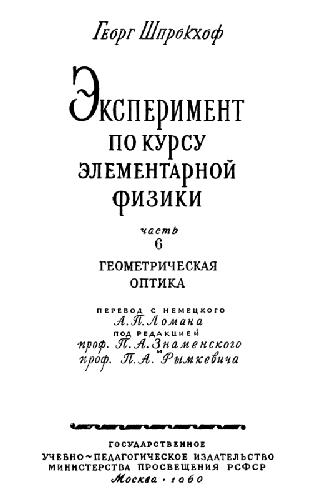 Георг Шпрокхоф
Эксперимент
по курсу
элементарной
физики
часть
6
Геометрическая
оптика
перевод с немецкого
А.П.Ломана
под редакцией
проф. П.А.Знаменского
и
проф. П.А.Рымкевича
Государственное
учебно~педагогическое издательство
министерства просвещения РСФСР
Москва · 1960